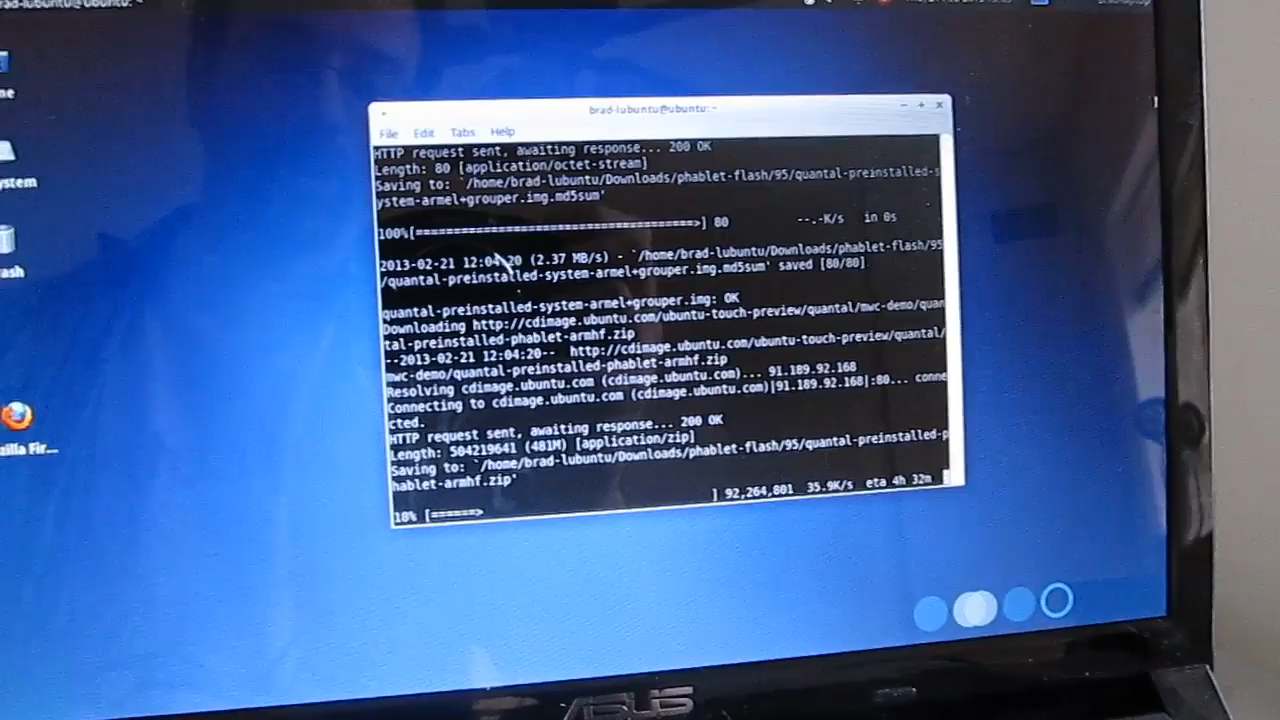 brad-lubuntu@ubuntu: ~
ystem
zilla Fir...
brad-lubuntu@ubuntu: ~
File Edit Tabs Help
HTTP request sent, awaiting response... 200 OK
Length: 80 [application/octet-stream]
Saving to: `/home/brad-lubuntu/Downloads/phablet-flash/95/quantal-preinstalled-s
ystem-armel+grouper.img.md5sum'
100%[=====================================>] 80 --.-K/s in 0s
2013-02-21 12:04:20 (2.37 MB/s) - `/home/brad-lubuntu/Downloads/phablet-flash/95
/quantal-preinstalled-system-armel+grouper.img.md5sum' saved [80/80]
quantal-preinstalled-system-armel+grouper.img: OK
Downloading http://cdimage.ubuntu.com/ubuntu-touch-preview/quantal/mwc-demo/quan
tal-preinstalled-phablet-armhf.zip
--2013-02-21 12:04:20-- http://cdimage.ubuntu.com/ubuntu-touch-preview/quantal/
mwc-demo/quantal-preinstalled-phablet-armhf.zip
Resolving cdimage.ubuntu.com (cdimage.ubuntu.com)... 91.189.92.168
Connecting to cdimage.ubuntu.com (cdimage.ubuntu.com)|91.189.92.168|:80... conne
cted.
HTTP request sent, awaiting response... 200 OK
Length: 504219641 (481M) [application/zip]
Saving to: `/home/brad-lubuntu/Downloads/phablet-flash/95/quantal-preinstalled-p
hablet-armhf.zip'
18% [======> ] 92,264,801 35.9K/s eta 4h 32m
ASUS